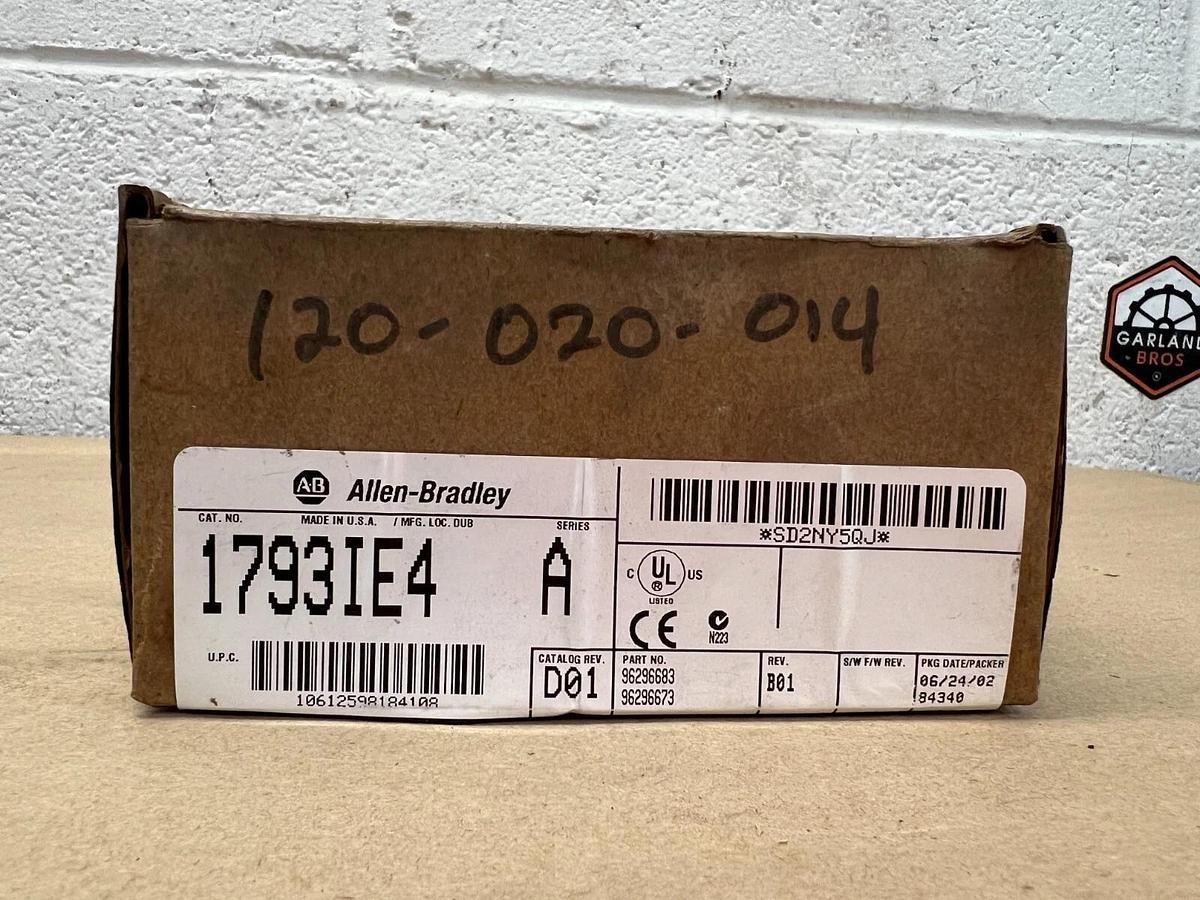 120-020-014
GARLAND
BROS
AB Allen-Bradley
CAT. NO. MADE IN U.S.A. / MFG. LOC. DUB SERIES
1793IE4 A
U.P.C.
10612598184108
CATALOG REV.
D01
*SD2NY5QJ*
C UL US
®
LISTED
CE N223
PART NO.
96296683
96296673
REV.
B01
S/W F/W REV.
PKG DATE/PACKER
06/24/02
84340